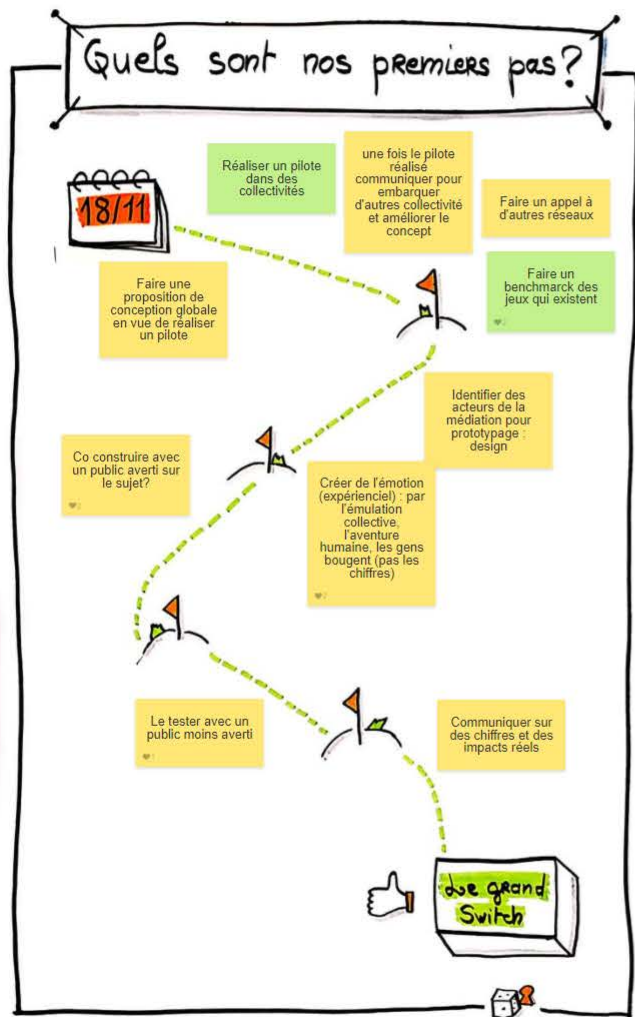 Quels sont nos premiers pas?
18/11
Réaliser un pilote
dans des
collectivités
une fois le pilote
réalisé
communiquer pour
embarquer
d'autres collectivité
et améliorer le
concept
Faire un appel à
d'autres réseaux
Faire une
proposition de
conception globale
en vue de réaliser
un pilote
Faire un
benchmarck des
jeux qui existent
Identifier des
acteurs de la
médiation pour
prototypage :
design
Co construire avec
un public averti sur
le sujet?
Créer de l'émotion
(expérienciel) : par
l'émulation
collective,
l'aventure
humaine, les gens
bougent (pas les
chiffres)
Le tester avec un
public moins averti
Communiquer sur
des chiffres et des
impacts réels
Le grand
Switch